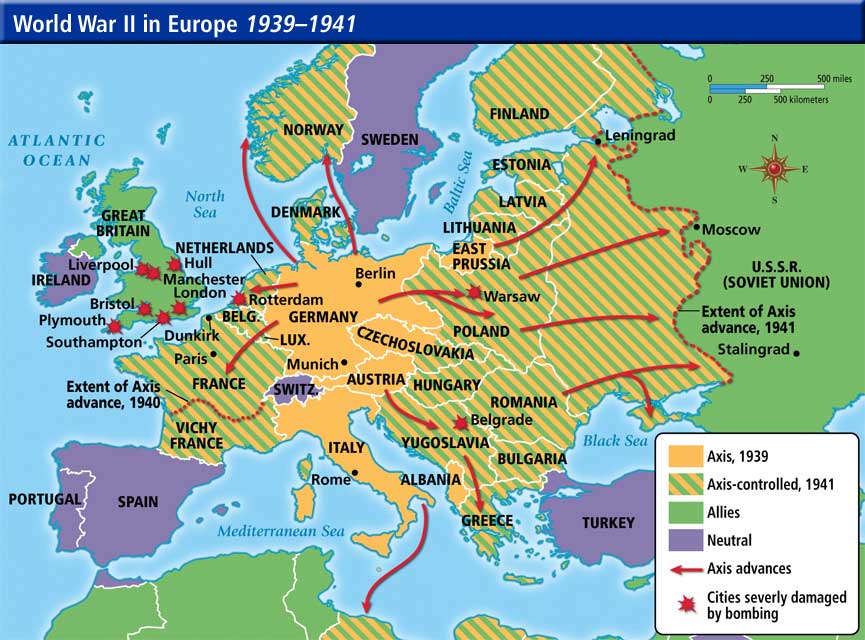 World War II in Europe 1939–1941
0 250 500 miles
0 250 500 kilometers
ATLANTIC
OCEAN
North
Sea
Baltic Sea
NORWAY
SWEDEN
FINLAND
Leningrad
N
W E
S
ESTONIA
LATVIA
LITHUANIA
EAST
PRUSSIA
Moscow
U.S.S.R.
(SOVIET UNION)
Extent of Axis
advance, 1941
Stalingrad
DENMARK
GREAT
BRITAIN
IRELAND
Liverpool
Hull
Manchester
London
Bristol
Plymouth
Southampton
NETHERLANDS
Rotterdam
BELG.
Dunkirk
LUX.
Paris
Berlin
GERMANY
Munich
Warsaw
POLAND
CZECHOSLOVAKIA
AUSTRIA
HUNGARY
ROMANIA
Extent of Axis
advance, 1940
FRANCE
SWITZ.
VICHY
FRANCE
Belgrade
YUGOSLAVIA
BULGARIA
Black Sea
ITALY
Rome
ALBANIA
GREECE
TURKEY
PORTUGAL
SPAIN
Mediterranean Sea
Axis, 1939
Axis-controlled, 1941
Allies
Neutral
Axis advances
Cities severly damaged
by bombing